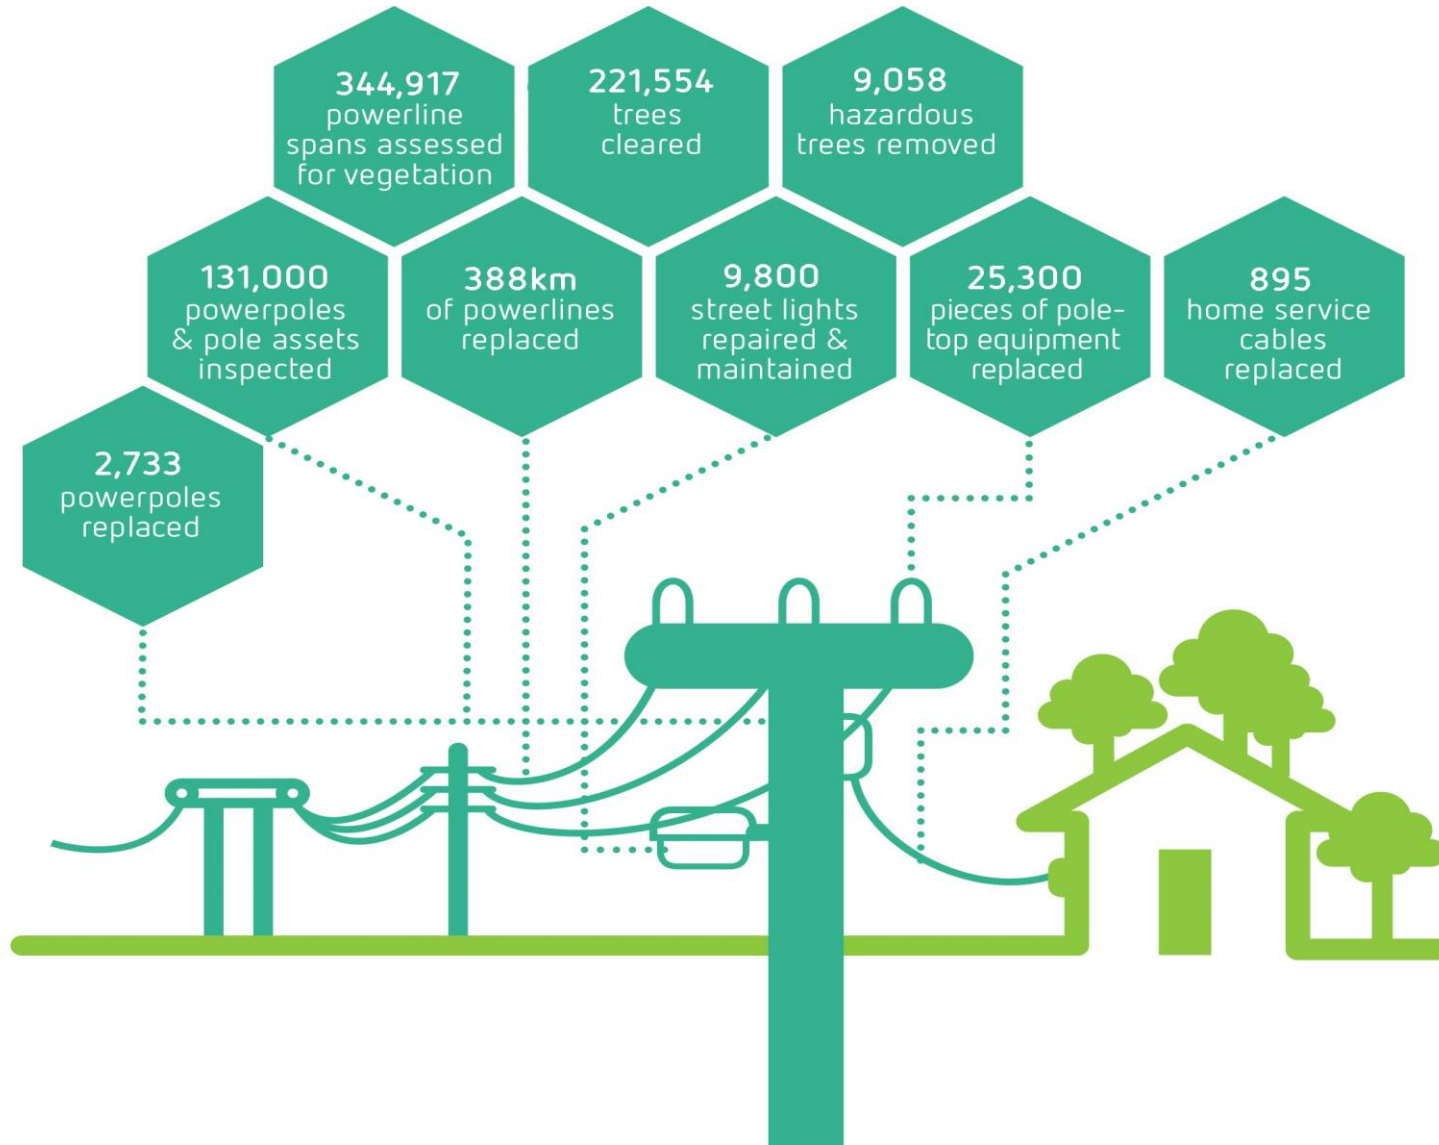 344,917
powerline
spans assessed
for vegetation
221,554
trees
cleared
9,058
hazardous
trees removed
131,000
powerpoles
& pole assets
inspected
388km
of powerlines
replaced
9,800
street lights
repaired &
maintained
25,300
pieces of pole-
top equipment
replaced
895
home service
cables
replaced
2,733
powerpoles
replaced